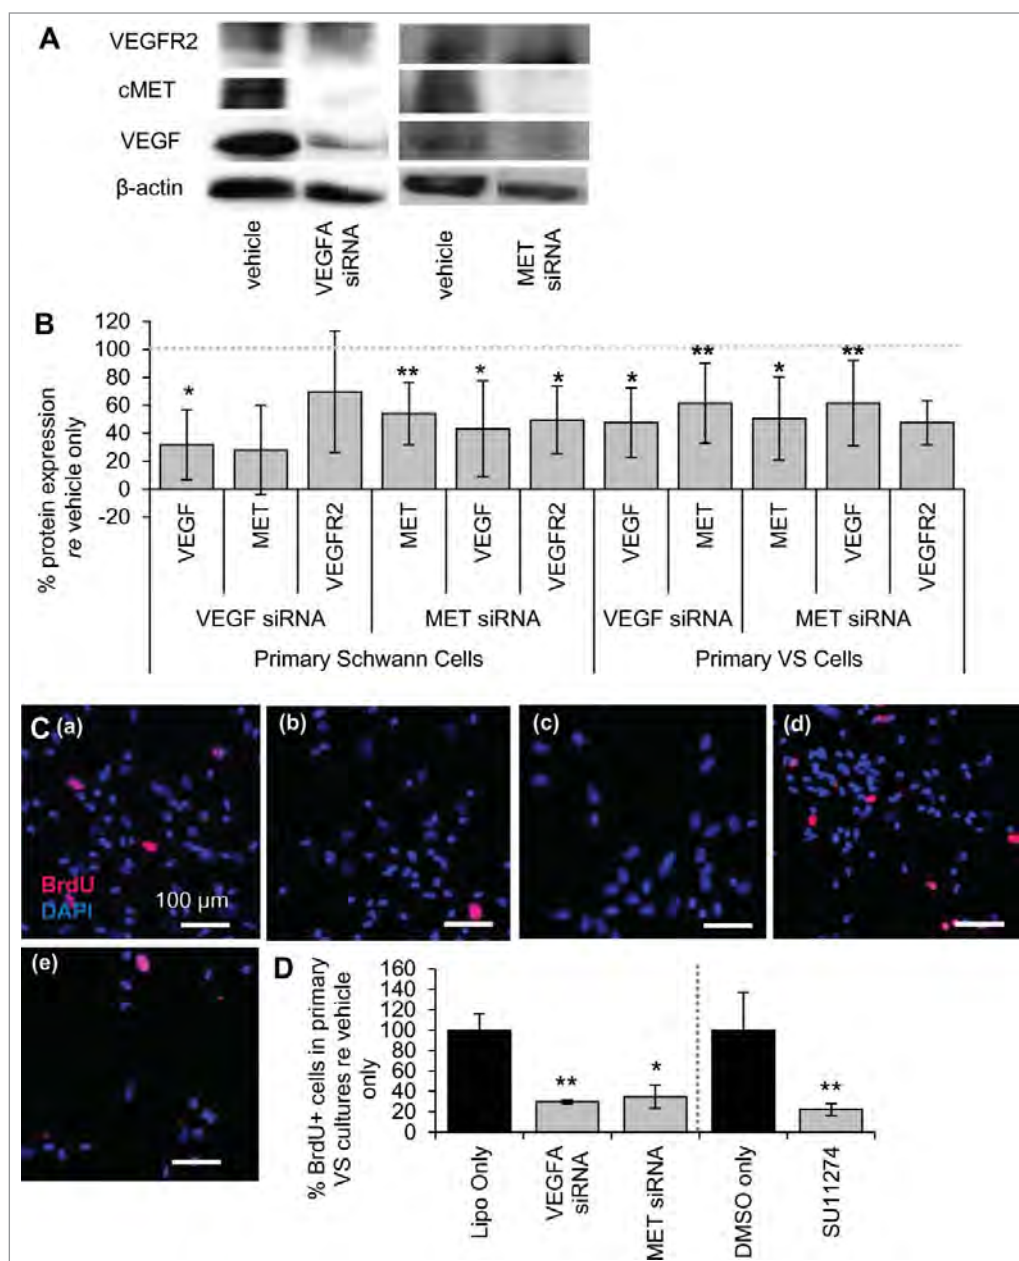 A
VEGFR2
cMET
VEGF
β-actin
vehicle
VEGFA
siRNA
vehicle
MET
siRNA
B
% protein expression
re vehicle only
120
100
80
60
40
20
0
-20
*
**
*
*
*
**
*
**
VEGF
MET
VEGFR2
MET
VEGF
VEGFR2
VEGF
MET
MET
VEGF
VEGFR2
VEGF siRNA
MET siRNA
VEGF siRNA
MET siRNA
Primary Schwann Cells
Primary VS Cells
C (a)
BrdU
DAPI
100 µm
(b)
(c)
(d)
(e)
D
% BrdU+ cells in primary
VS cultures re vehicle
only
160
140
120
100
80
60
40
20
0
**
*
**
Lipo Only
VEGFA
siRNA
MET siRNA
DMSO only
SU11274